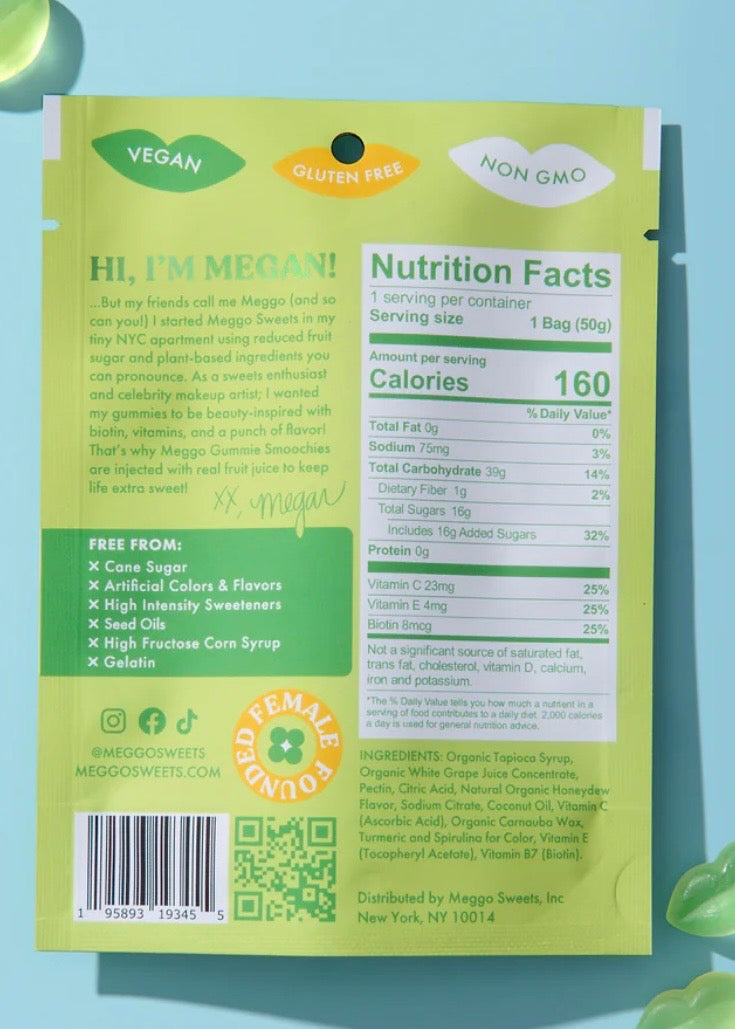 VEGAN
GLUTEN FREE
NON GMO
HI, I'M MEGAN!
...But my friends call me Meggo (and so
can you!) I started Meggo Sweets in my
tiny NYC apartment using reduced fruit
sugar and plant-based ingredients you
can pronounce. As a sweets enthusiast
and celebrity makeup artist; I wanted
my gummies to be beauty-inspired with
biotin, vitamins, and a punch of flavor!
That's why Meggo Gummie Smoochies
are injected with real fruit juice to keep
life extra sweet!
XX, megan
FREE FROM:
X Cane Sugar
X Artificial Colors & Flavors
X High Intensity Sweeteners
X Seed Oils
X High Fructose Corn Syrup
X Gelatin
@MEGGOSWEETS
MEGGOSWEETS.COM
FEMALE FOUNDED
1 95893 19345 5
Nutrition Facts
1 serving per container
Serving size 1 Bag (50g)
Amount per serving
Calories 160
% Daily Value*
Total Fat 0g 0%
Sodium 75mg 3%
Total Carbohydrate 39g 14%
Dietary Fiber 1g 2%
Total Sugars 16g
Includes 16g Added Sugars 32%
Protein 0g
Vitamin C 23mg 25%
Vitamin E 4mg 25%
Biotin 8mcg 25%
Not a significant source of saturated fat,
trans fat, cholesterol, vitamin D, calcium,
iron and potassium.
*The % Daily Value tells you how much a nutrient in a
serving of food contributes to a daily diet. 2,000 calories
a day is used for general nutrition advice.
INGREDIENTS: Organic Tapioca Syrup,
Organic White Grape Juice Concentrate,
Pectin, Citric Acid, Natural Organic Honeydew
Flavor, Sodium Citrate, Coconut Oil, Vitamin C
(Ascorbic Acid), Organic Carnauba Wax,
Turmeric and Spirulina for Color, Vitamin E
(Tocopheryl Acetate), Vitamin B7 (Biotin).
Distributed by Meggo Sweets, Inc
New York, NY 10014